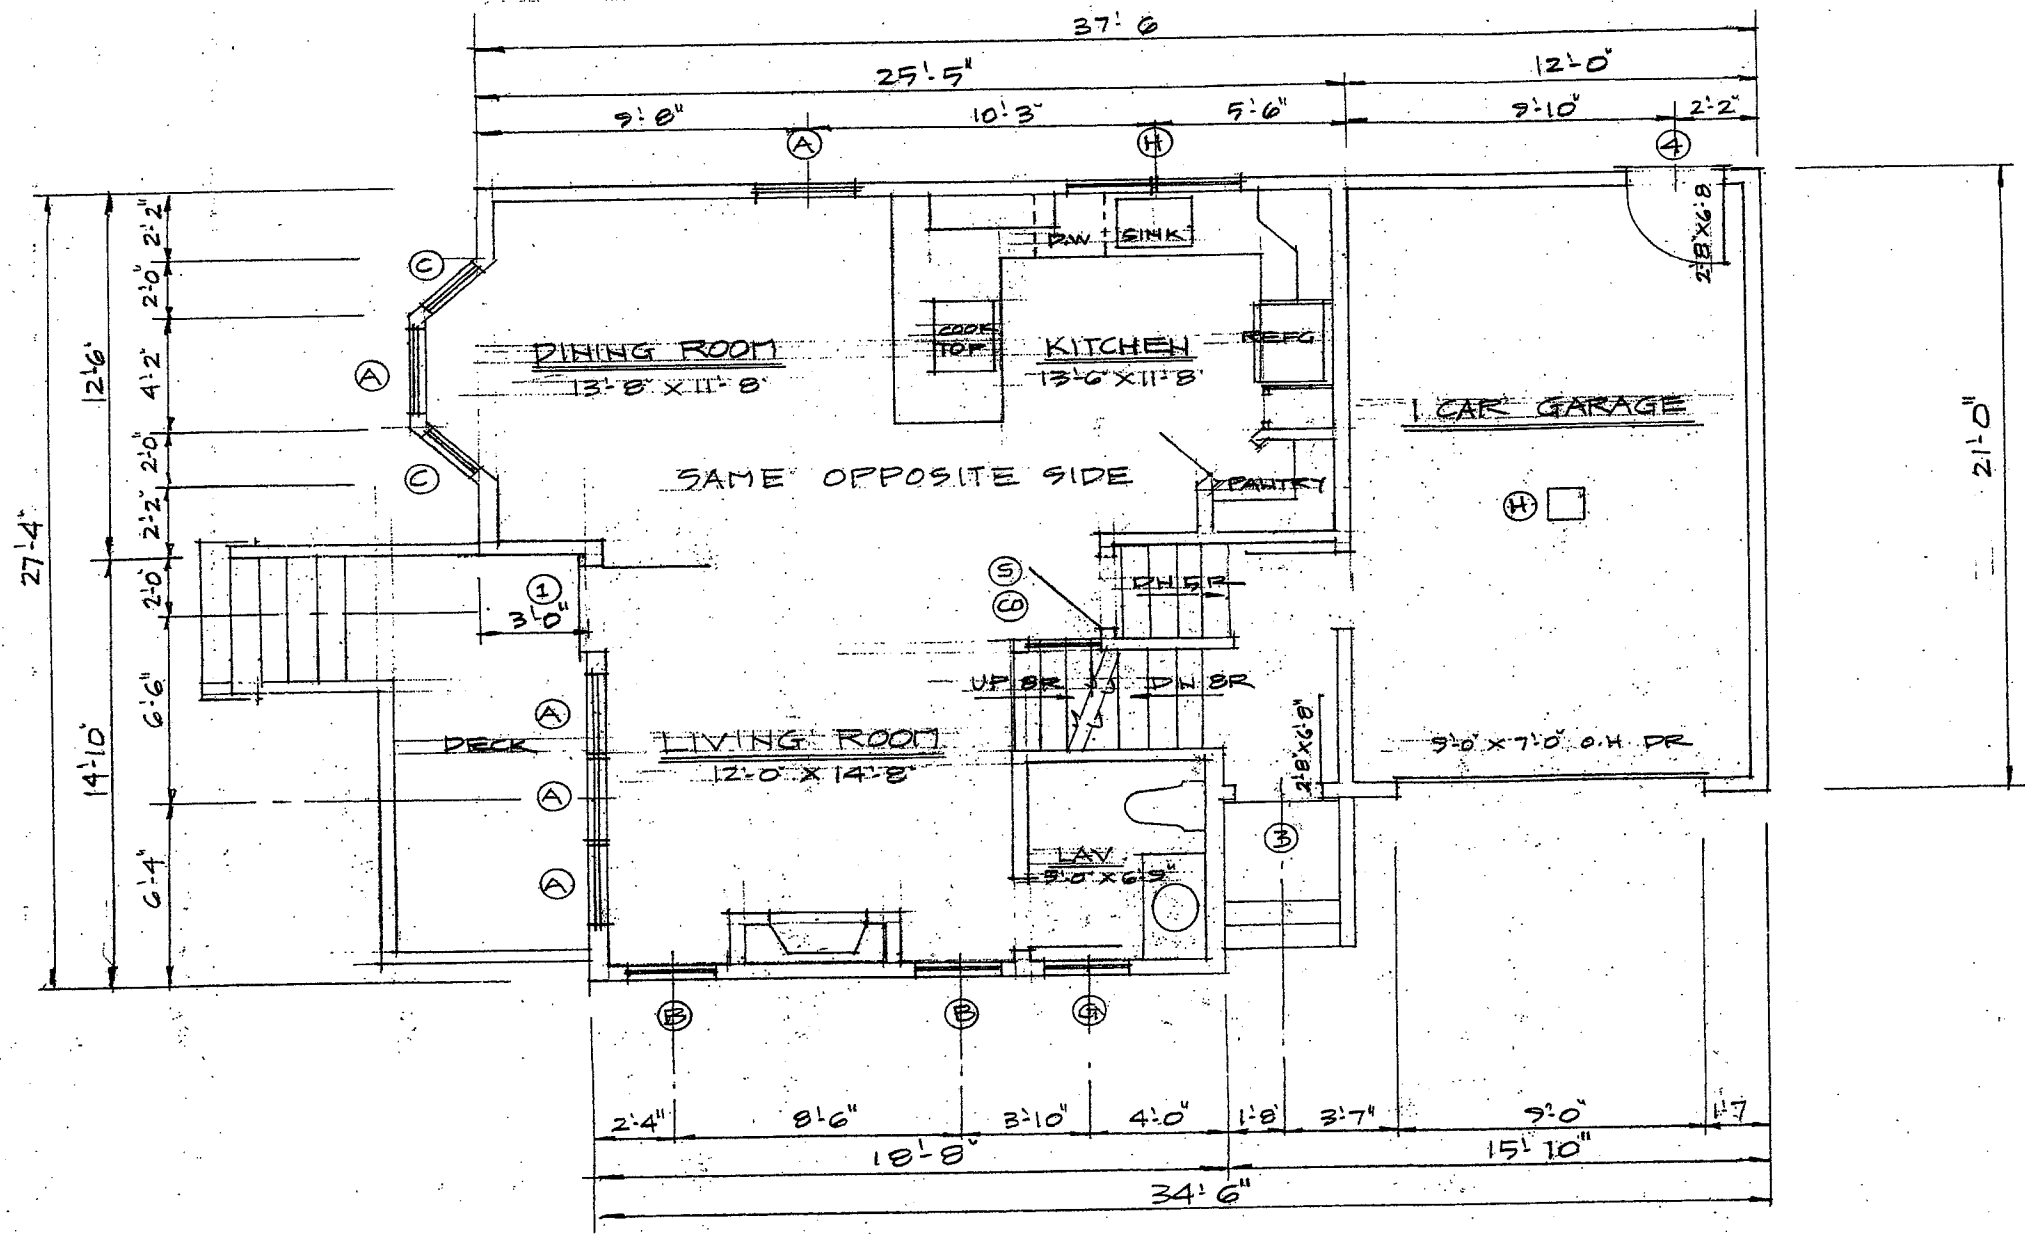 37'-6
25'-5"
12'-0"
9'-8"
10'-3"
5'-6"
9'-10"
2'-2"
A
H
4
2'-8"X6'-8
2'-2"
2'-0"
4'-2"
2'-0"
2'-2"
12'-6"
27'-4"
C
A
C
D.W
SINK
COOK
TOP
REFG
DINING ROOM
13'-8" X 11'-8"
KITCHEN
13'-6" X 11'-8"
1 CAR GARAGE
21'-0"
SAME OPPOSITE SIDE
PANTRY
H
2'-0"
6'-6"
6'-4"
14'-10"
1
3'-0"
S
CO
DN 5R
UP 8R
DN 8R
A
A
A
DECK
LIVING ROOM
12'-0" X 14'-8"
2'-8"X6'-8"
9'-0" X 7'-0" O.H DR
3
LAV.
5'-0" X 6'-9"
B
B
G
2'-4"
8'-6"
3'-10"
4'-0"
1'-8"
3'-7"
9'-0"
1'-7
18'-8"
15'-10"
34'-6"